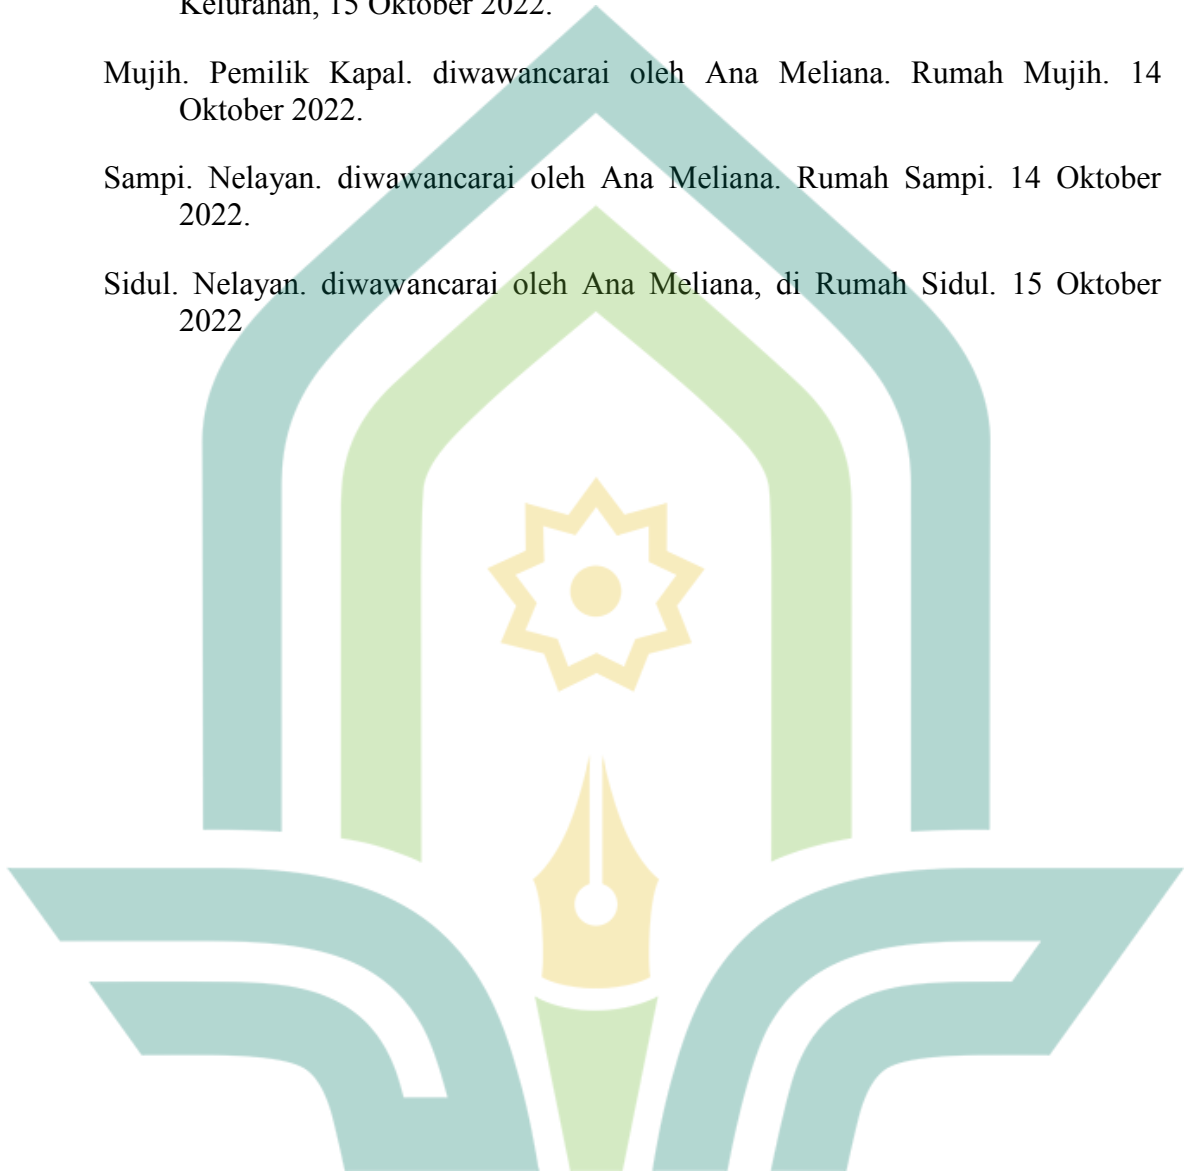 Kelurahan, 15 Oktober 2022.
Mujih. Pemilik Kapal. diwawancarai oleh Ana Meliana. Rumah Mujih. 14
Oktober 2022.
Sampi. Nelayan. diwawancarai oleh Ana Meliana. Rumah Sampi. 14 Oktober
2022.
Sidul. Nelayan. diwawancarai oleh Ana Meliana, di Rumah Sidul. 15 Oktober
2022